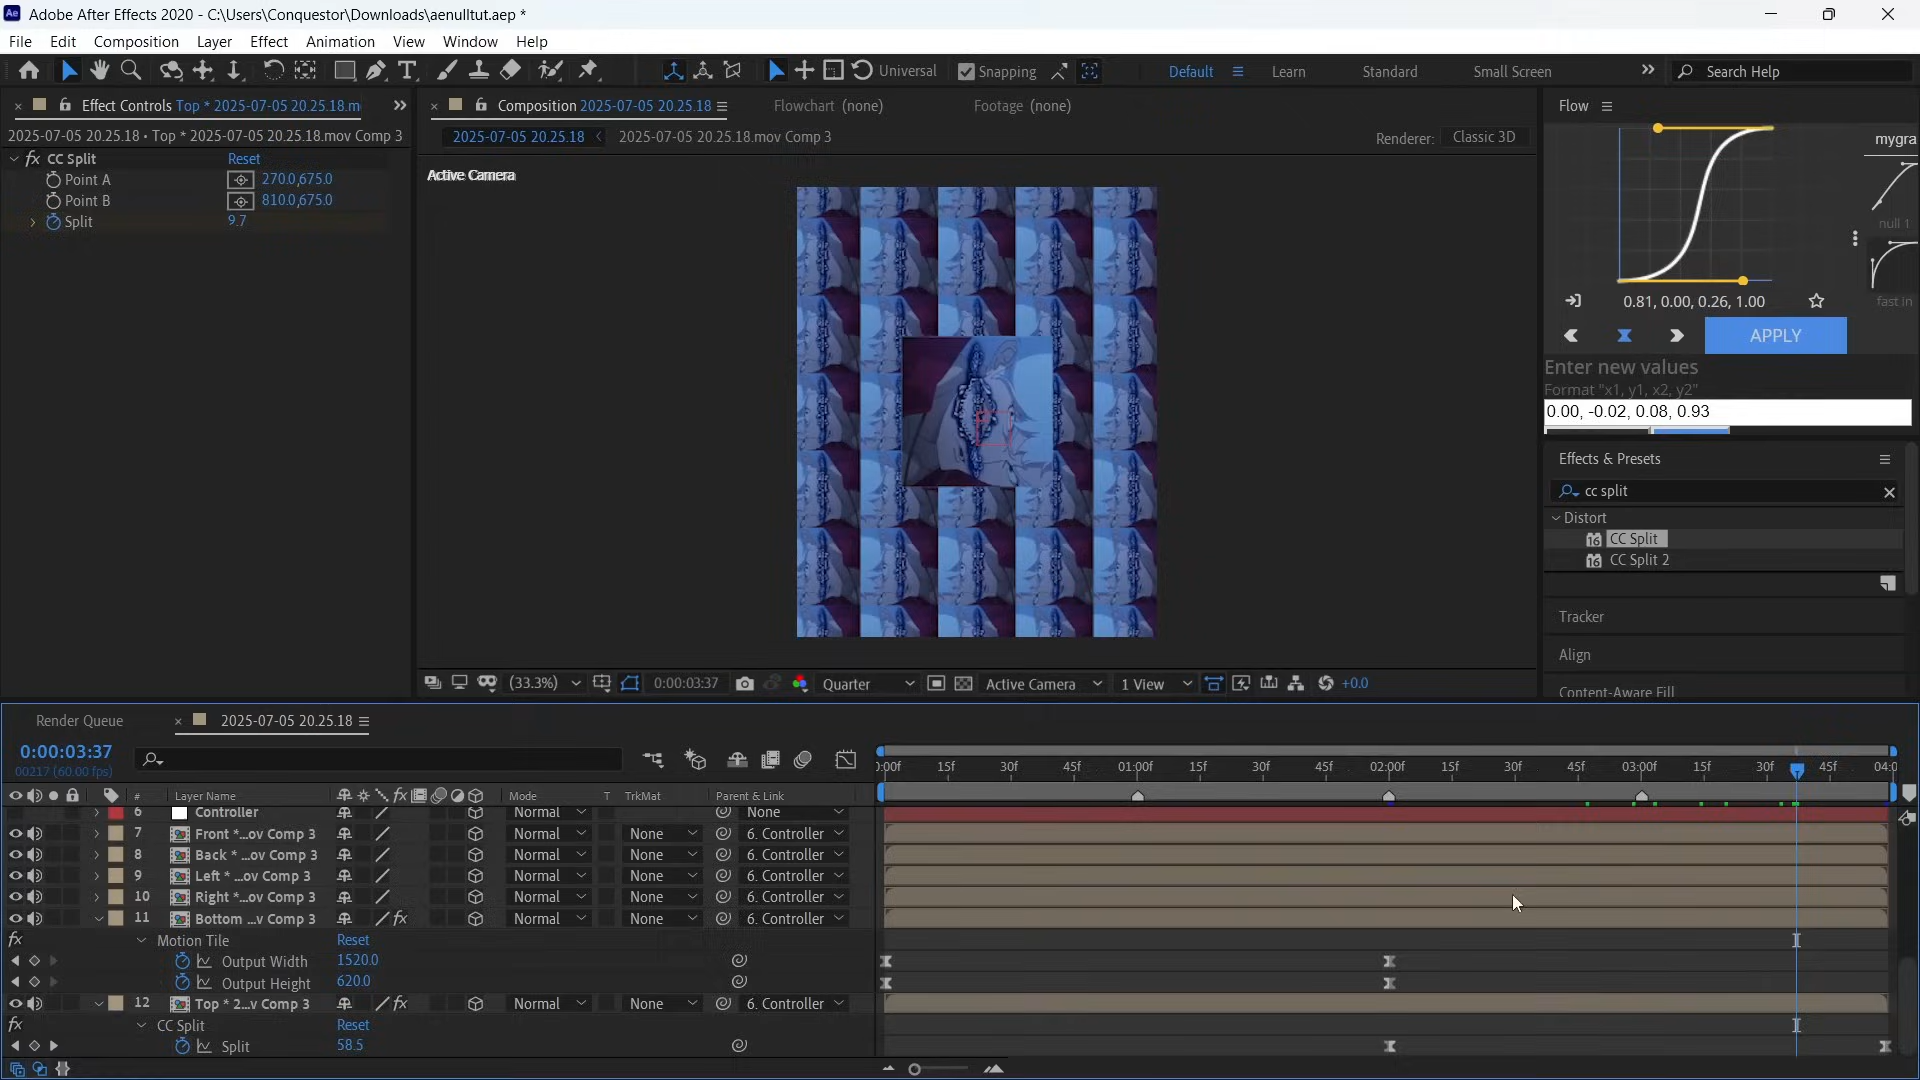 Adobe After Effects 2020 - C:\Users\Conquestor\Downloads\aenulltut.aep *
File Edit Composition Layer Effect Animation View Window Help
Universal Snapping Default Learn Standard Small Screen Search Help
Effect Controls Top * 2025-07-05 20.25.18.m
2025-07-05 20.25.18 • Top * 2025-07-05 20.25.18.mov Comp 3
fx CC Split Reset
Point A 270.0,675.0
Point B 810.0,675.0
Split 9.7
Composition 2025-07-05 20.25.18 Flowchart (none) Footage (none)
2025-07-05 20.25.18 2025-07-05 20.25.18.mov Comp 3 Renderer: Classic 3D
Active Camera
(33.3%) 0:00:03:37 Quarter Active Camera 1 View +0.0
Flow
mygra
null 1
0.81, 0.00, 0.26, 1.00
fast in
APPLY
Enter new values
Format "x1, y1, x2, y2"
0.00, -0.02, 0.08, 0.93
Effects & Presets
cc split
Distort
CC Split
CC Split 2
Tracker
Align
Content-Aware Fill
Render Queue 2025-07-05 20.25.18
0:00:03:37
00217 (60.00 fps)
):00f 15f 30f 45f 01:00f 15f 30f 45f 02:00f 15f 30f 45f 03:00f 15f 30f 45f 04:0
# Layer Name fx Mode T TrkMat Parent & Link
6 Controller Normal None
7 Front *...ov Comp 3 Normal None 6. Controller
8 Back * ...ov Comp 3 Normal None 6. Controller
9 Left * ...ov Comp 3 Normal None 6. Controller
10 Right *...ov Comp 3 Normal None 6. Controller
11 Bottom ...v Comp 3 fx Normal None 6. Controller
fx Motion Tile Reset
Output Width 1520.0
Output Height 620.0
12 Top * 2...v Comp 3 fx Normal None 6. Controller
fx CC Split Reset
Split 58.5